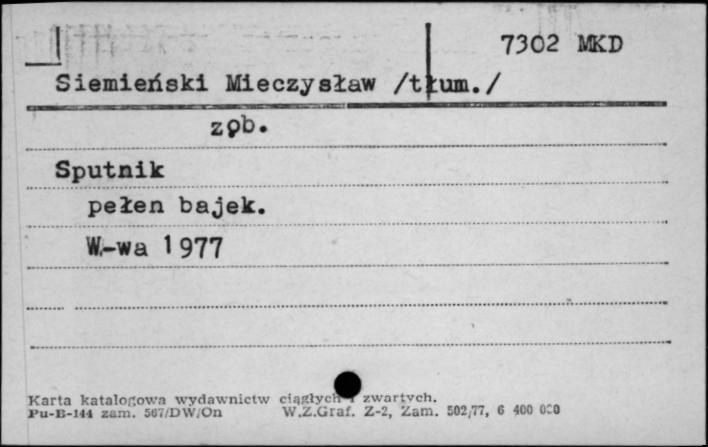 7302 MKD
Siemieński Mieczysław /tłum./
zob.
Sputnik
pełen bajek.
W-wa 1977
Karta katalogowa wydawnictw ciągłych i zwartych.
Pu-B-144 zam. 567/DW/On W.Z.Graf. Z-2, Zam. 502/77, 6 400 000